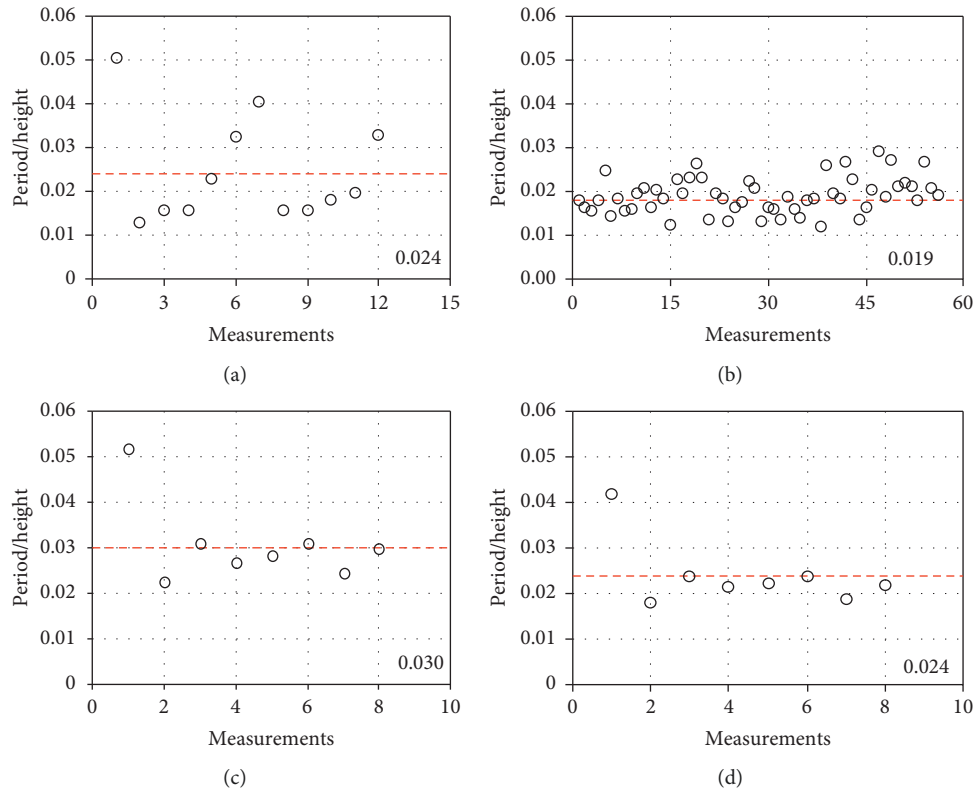 0.06
0.05
0.04
0.03
0.02
0.01
0
Period/height
0.024
0 3 6 9 12 15
Measurements
(a)
0.06
0.05
0.04
0.03
0.02
0.01
0.00
Period/height
0.019
0 15 30 45 60
Measurements
(b)
0.06
0.05
0.04
0.03
0.02
0.01
0
Period/height
0.030
0 2 4 6 8 10
Measurements
(c)
0.06
0.05
0.04
0.03
0.02
0.01
0
Period/height
0.024
0 2 4 6 8 10
Measurements
(d)